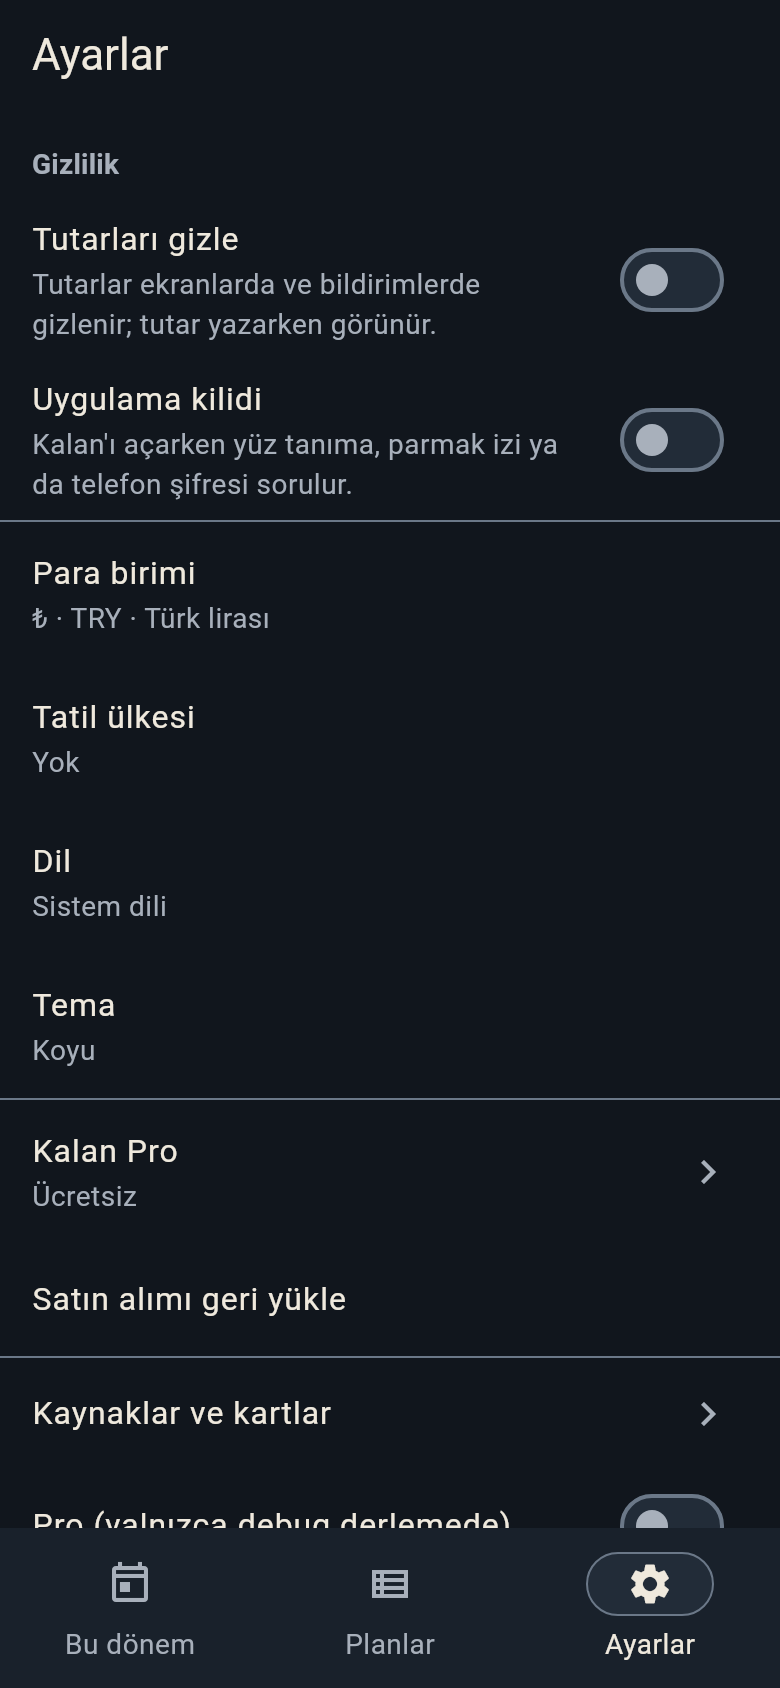 Ayarlar
Gizlilik
Tutarları gizle
Tutarlar ekranlarda ve bildirimlerde
gizlenir; tutar yazarken görünür.
Uygulama kilidi
Kalan'ı açarken yüz tanıma, parmak izi ya
da telefon şifresi sorulur.
Para birimi
₺ · TRY · Türk lirası
Tatil ülkesi
Yok
Dil
Sistem dili
Tema
Koyu
Kalan Pro
Ücretsiz
Satın alımı geri yükle
Kaynaklar ve kartlar
Pro (yalnızca debug derlemede)
Bu dönem
Planlar
Ayarlar